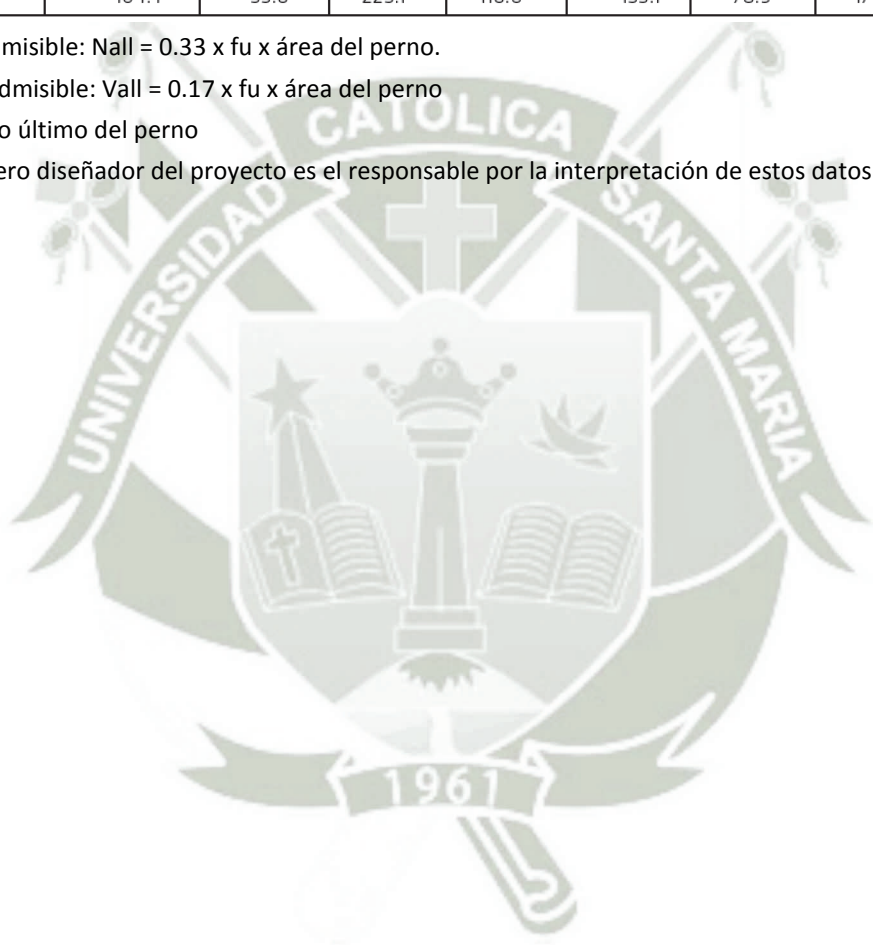 misible: Nall = 0.33 x fu x área del perno.
dmisible: Vall = 0.17 x fu x área del perno
o último del perno
ero diseñador del proyecto es el responsable por la interpretación de estos datos
UNIVERSIDAD CATOLICA SANTA MARIA
1961